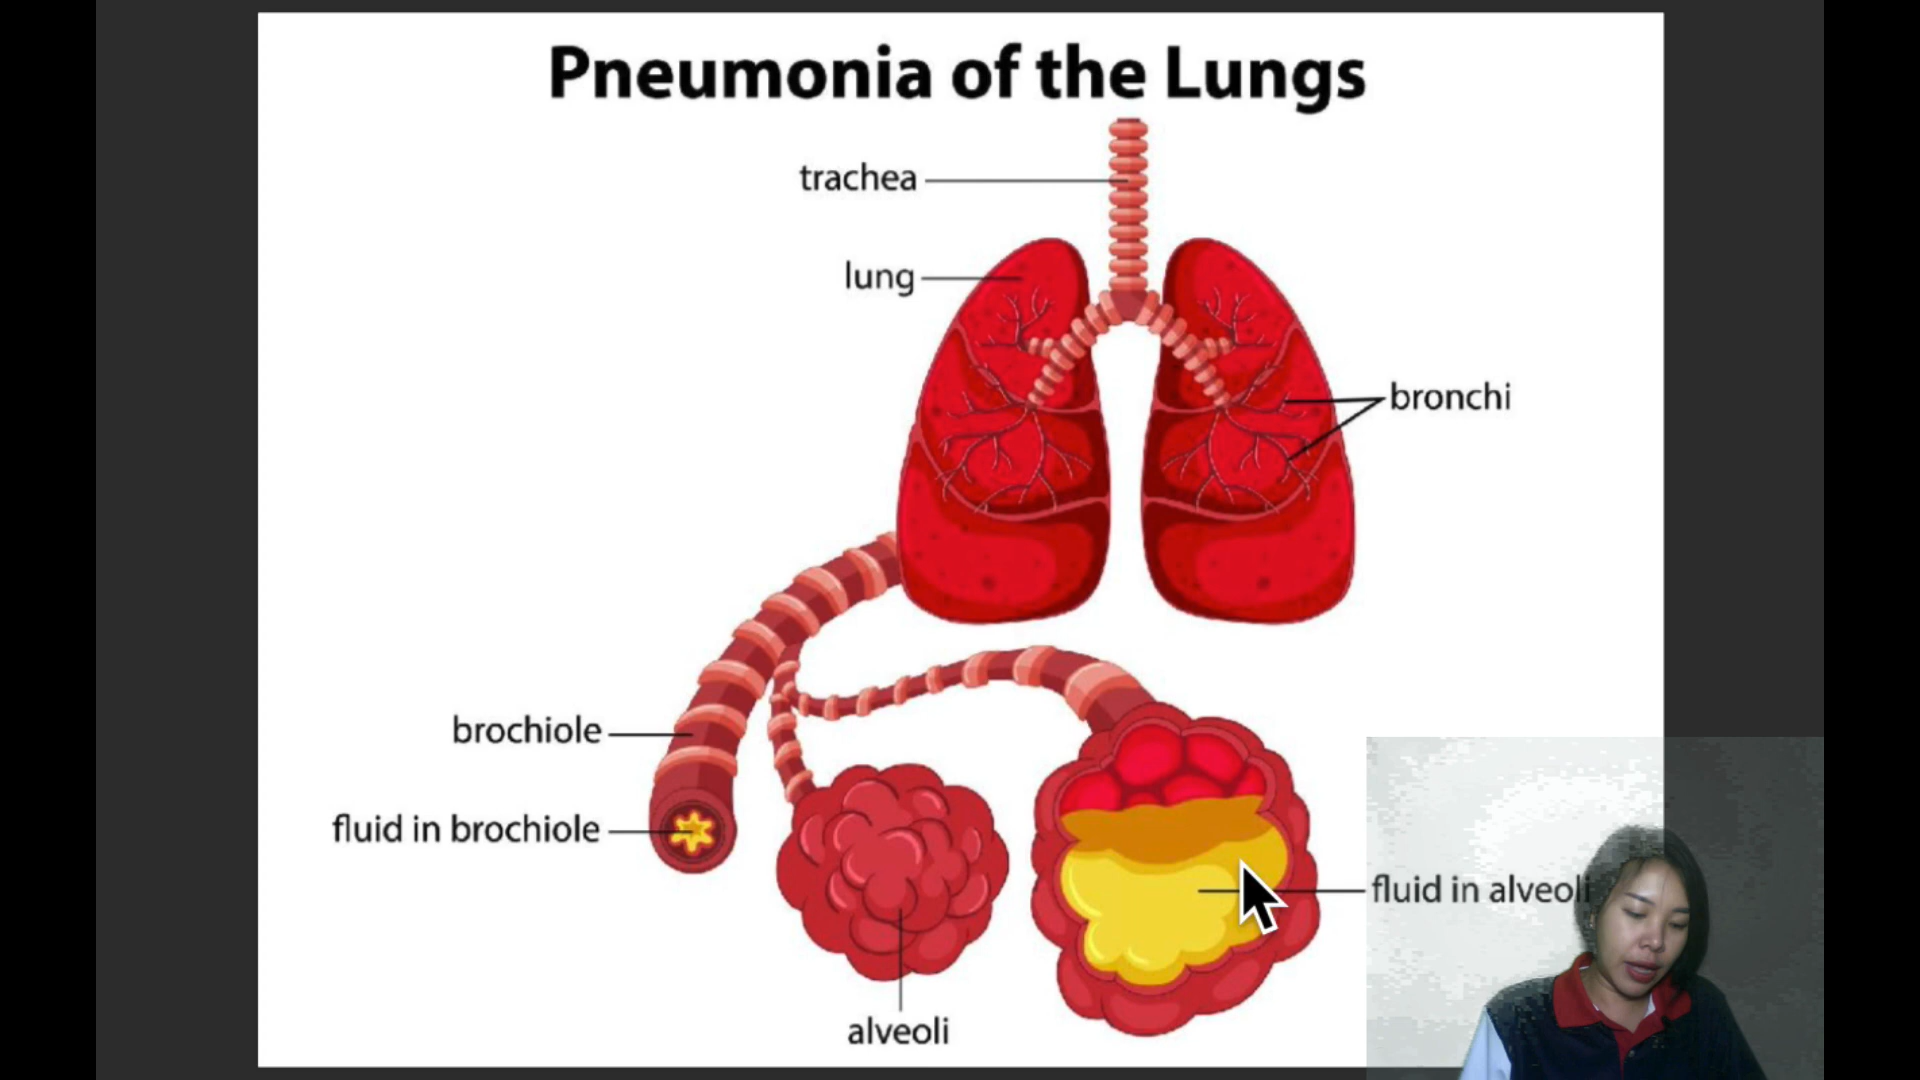 Pneumonia of the Lungs
trachea
lung
bronchi
brochiole
fluid in brochiole
fluid in alveoli
alveoli